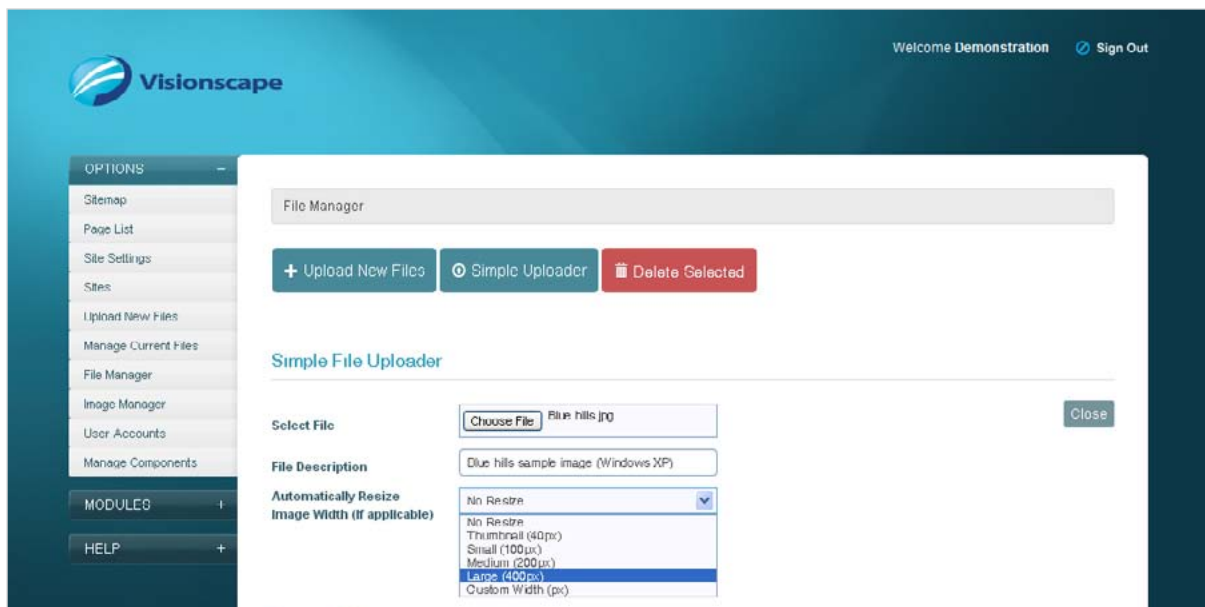 Welcome Demonstration
Sign Out
Visionscape
OPTIONS –
Sitemap
Page List
Site Settings
Sites
Upload New Files
Manage Current Files
File Manager
Image Manager
User Accounts
Manage Components
MODULES +
HELP +
File Manager
+ Upload New Files
Simple Uploader
Delete Selected
Simple File Uploader
Close
Select File
Choose File Blue hills.jpg
File Description
Blue hills sample image (Windows XP)
Automatically Resize
Image Width (If applicable)
No Resize
No Resize
Thumbnail (40px)
Small (100px)
Medium (200px)
Large (400px)
Custom Width (px)